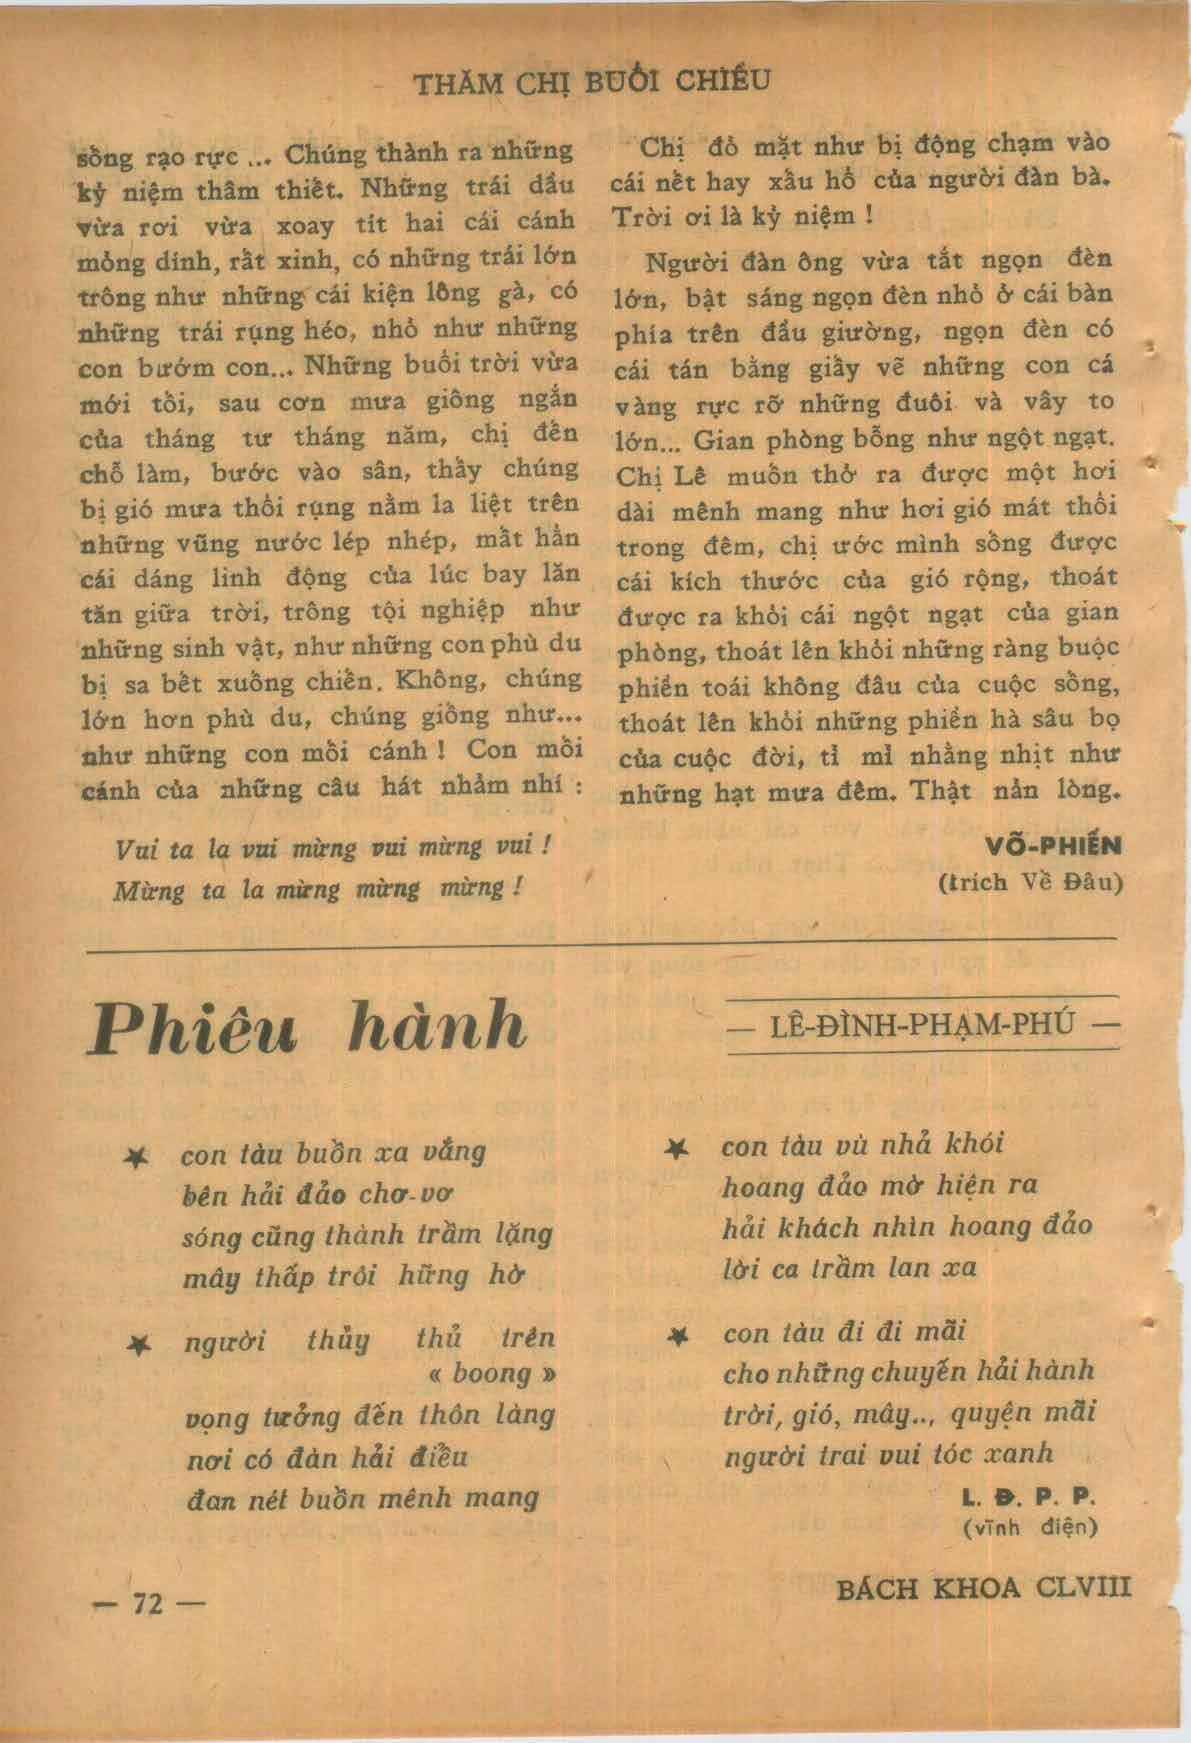 THĂM CHỊ BUỔI CHIỀU
sống rạo rực ... Chúng thành ra những
kỷ niệm thâm thiết. Những trái dầu
vừa rơi vừa xoay tít hai cái cánh
mỏng dính, rất xinh, có những trái lớn
trông như những cái kiện lông gà, có
những trái rụng héo, nhỏ như những
con bướm con... Những buổi trời vừa
mới tối, sau cơn mưa giông ngắn
của tháng tư tháng năm, chị đến
chỗ làm, bước vào sân, thấy chúng
bị gió mưa thổi rụng nằm la liệt trên
những vũng nước lép nhép, mất hẳn
cái dáng linh động của lúc bay lăn
tăn giữa trời, trông tội nghiệp như
những sinh vật, như những con phù du
bị sa bết xuống chiến. Không, chúng
lớn hơn phù du, chúng giống như...
như những con mối cánh ! Con mối
cánh của những câu hát nhảm nhí :
Vui ta la vui mừng vui mừng vui !
Mừng ta la mừng mừng mừng !
Chị đỏ mặt như bị động chạm vào
cái nết hay xấu hổ của người đàn bà.
Trời ơi là kỷ niệm !
Người đàn ông vừa tắt ngọn đèn
lớn, bật sáng ngọn đèn nhỏ ở cái bàn
phía trên đầu giường, ngọn đèn có
cái tán bằng giấy vẽ những con cá
vàng rực rỡ những đuôi và vây to
lớn... Gian phòng bỗng như ngột ngạt.
Chị Lê muốn thở ra được một hơi
dài mênh mang như hơi gió mát thổi
trong đêm, chị ước mình sống được
cái kích thước của gió rộng, thoát
được ra khỏi cái ngột ngạt của gian
phòng, thoát lên khỏi những ràng buộc
phiền toái không đâu của cuộc sống,
thoát lên khỏi những phiền hà sâu bọ
của cuộc đời, tỉ mỉ nhằng nhịt như
những hạt mưa đêm. Thật nản lòng.
VÕ-PHIẾN
(trích Về Đâu)
Phiêu hành
— LÊ-ĐÌNH-PHẠM-PHÚ —
★ con tàu buồn xa vắng
bên hải đảo chơ-vơ
sóng cũng thành trầm lặng
mây thấp trôi hững hờ
★ người thủy thủ trên
« boong »
vọng tưởng đến thôn làng
nơi có đàn hải điều
đan nét buồn mênh mang
★ con tàu vù nhả khói
hoang đảo mờ hiện ra
hải khách nhìn hoang đảo
lời ca trầm lan xa
★ con tàu đi đi mãi
cho những chuyến hải hành
trời, gió, mây.., quyện mãi
người trai vui tóc xanh
L. Đ. P. P.
(vĩnh điện)
— 72 —
BÁCH KHOA CLVIII